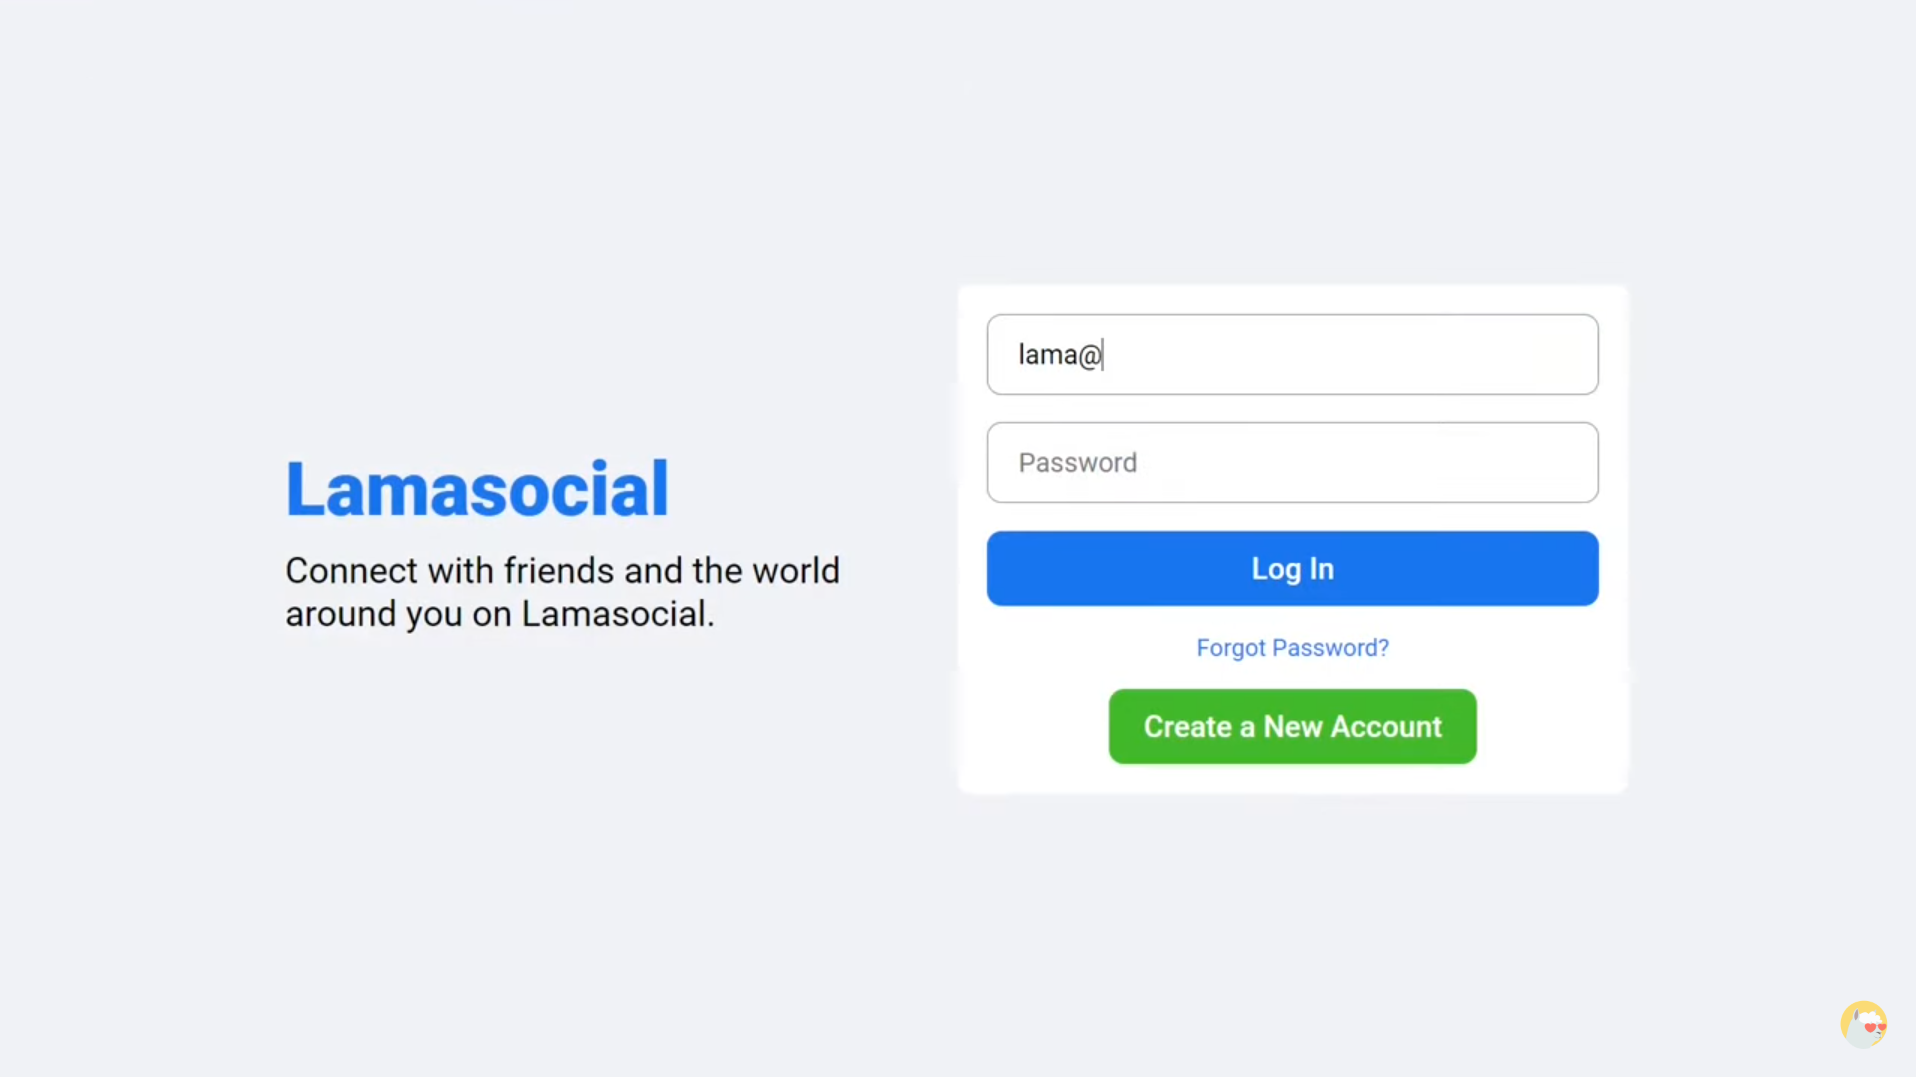 Lamasocial
Connect with friends and the world
around you on Lamasocial.
lama@
Password
Log In
Forgot Password?
Create a New Account